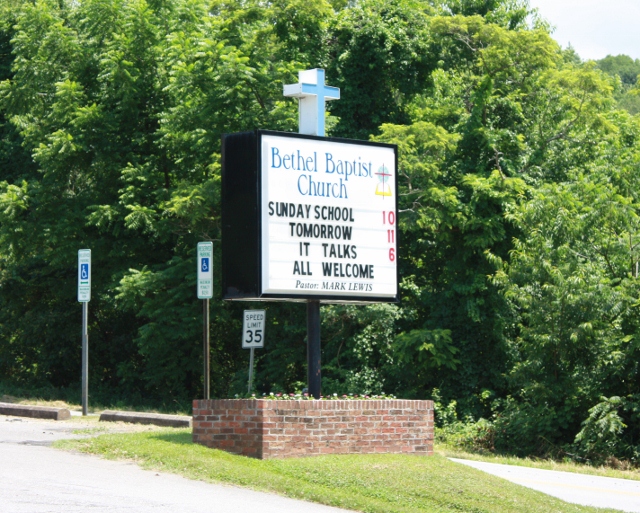 Bethel Baptist
Church
SUNDAY SCHOOL 10
TOMORROW 11
IT TALKS 6
ALL WELCOME
Pastor: MARK LEWIS
SPEED
LIMIT
35